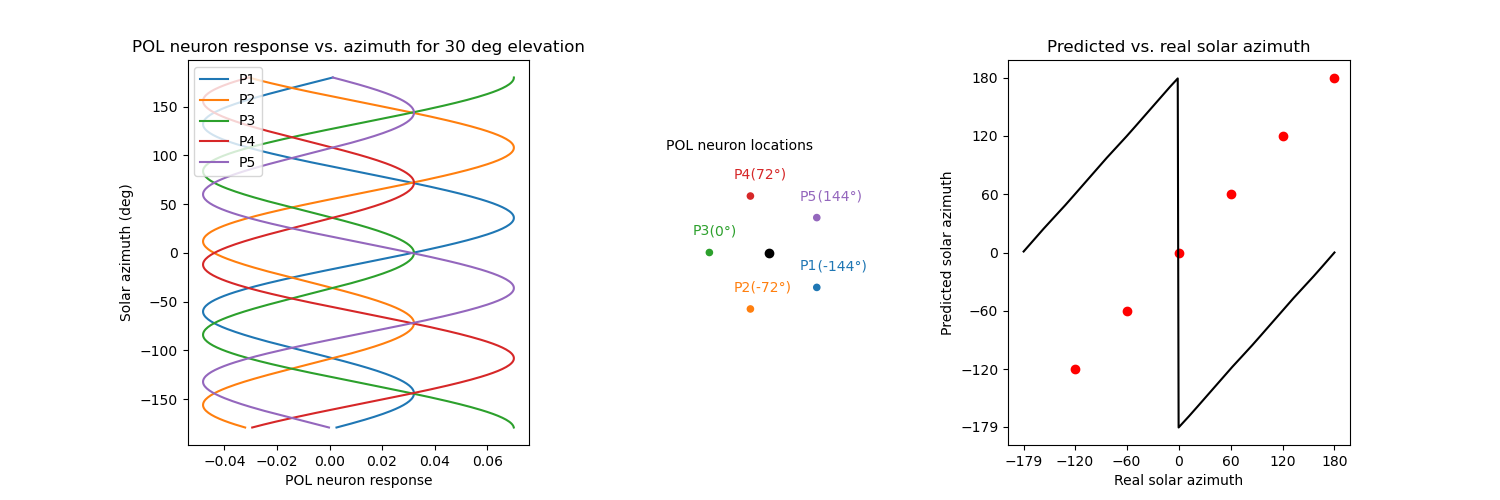 POL neuron response vs. azimuth for 30 deg elevation
P1
P2
P3
P4
P5
Solar azimuth (deg)
150
100
50
0
−50
−100
−150
−0.04 −0.02 0.00 0.02 0.04 0.06
POL neuron response
POL neuron locations
P4(72°)
P5(144°)
P3(0°)
P1(-144°)
P2(-72°)
Predicted vs. real solar azimuth
Predicted solar azimuth
180
120
60
0
−60
−120
−179
−179 −120 −60 0 60 120 180
Real solar azimuth